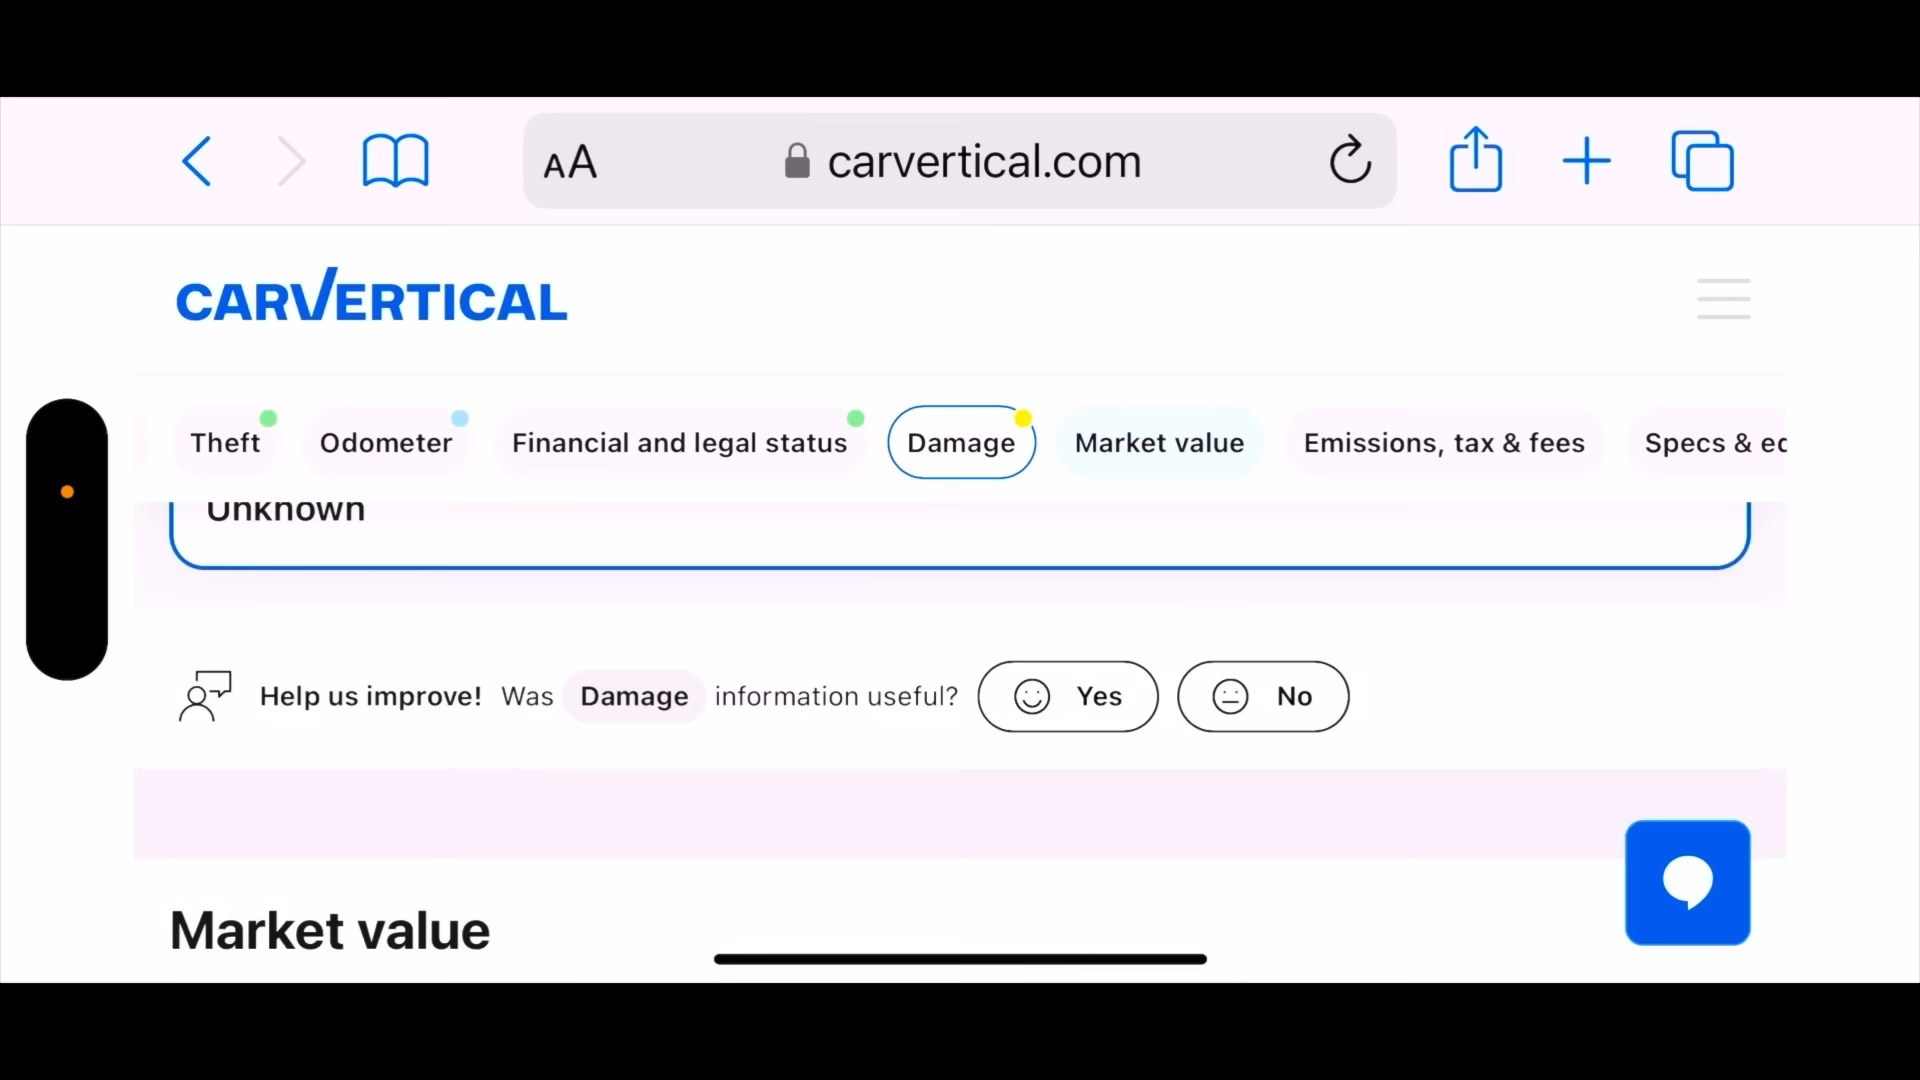 AA carvertical.com
CARVERTICAL
Theft Odometer Financial and legal status Damage Market value Emissions, tax & fees Specs &
Unknown
Help us improve! Was Damage information useful? Yes No
Market value